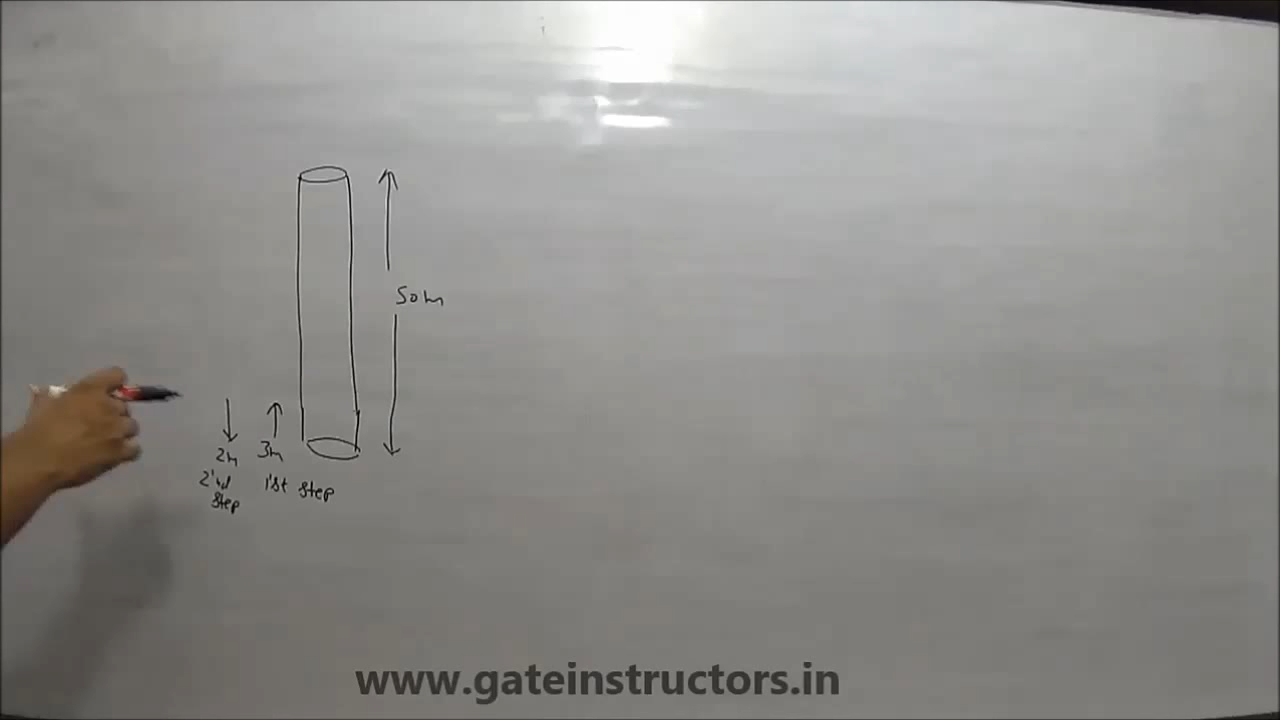 50m
2m 3m
2'nd 1'st step
step
www.gateinstructors.in